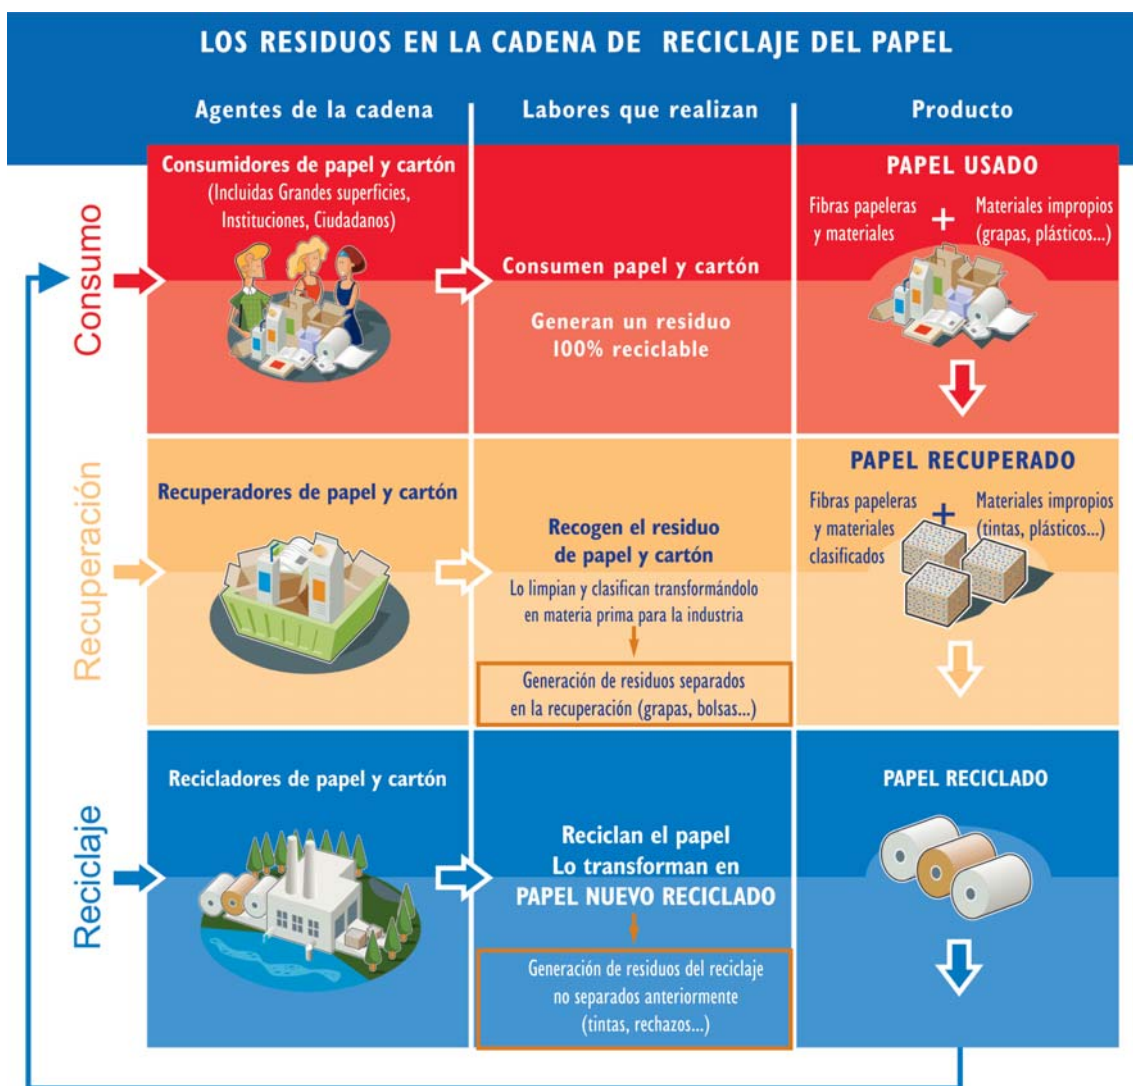 LOS RESIDUOS EN LA CADENA DE RECICLAJE DEL PAPEL
Agentes de la cadena
Labores que realizan
Producto
Consumo
Consumidores de papel y cartón
(Incluidas Grandes superficies,
Instituciones, Ciudadanos)
Consumen papel y cartón
Generan un residuo
100% reciclable
PAPEL USADO
Fibras papeleras
y materiales
+
Materiales impropios
(grapas, plásticos...)
Recuperación
Recuperadores de papel y cartón
Recogen el residuo
de papel y cartón
Lo limpian y clasifican transformándolo
en materia prima para la industria
Generación de residuos separados
en la recuperación (grapas, bolsas...)
PAPEL RECUPERADO
Fibras papeleras
y materiales
clasificados
+
Materiales impropios
(tintas, plásticos...)
Reciclaje
Recicladores de papel y cartón
Reciclan el papel
Lo transforman en
PAPEL NUEVO RECICLADO
Generación de residuos del reciclaje
no separados anteriormente
(tintas, rechazos...)
PAPEL RECICLADO